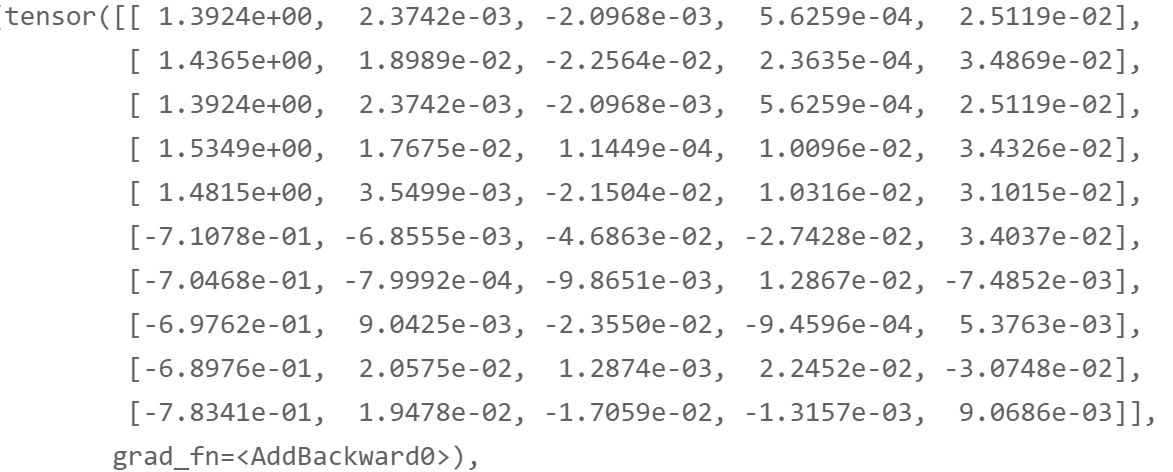 tensor([[ 1.3924e+00,  2.3742e-03, -2.0968e-03,  5.6259e-04,  2.5119e-02],
        [ 1.4365e+00,  1.8989e-02, -2.2564e-02,  2.3635e-04,  3.4869e-02],
        [ 1.3924e+00,  2.3742e-03, -2.0968e-03,  5.6259e-04,  2.5119e-02],
        [ 1.5349e+00,  1.7675e-02,  1.1449e-04,  1.0096e-02,  3.4326e-02],
        [ 1.4815e+00,  3.5499e-03, -2.1504e-02,  1.0316e-02,  3.1015e-02],
        [-7.1078e-01, -6.8555e-03, -4.6863e-02, -2.7428e-02,  3.4037e-02],
        [-7.0468e-01, -7.9992e-04, -9.8651e-03,  1.2867e-02, -7.4852e-03],
        [-6.9762e-01,  9.0425e-03, -2.3550e-02, -9.4596e-04,  5.3763e-03],
        [-6.8976e-01,  2.0575e-02,  1.2874e-03,  2.2452e-02, -3.0748e-02],
        [-7.8341e-01,  1.9478e-02, -1.7059e-02, -1.3157e-03,  9.0686e-03]],
       grad_fn=<AddBackward0>),